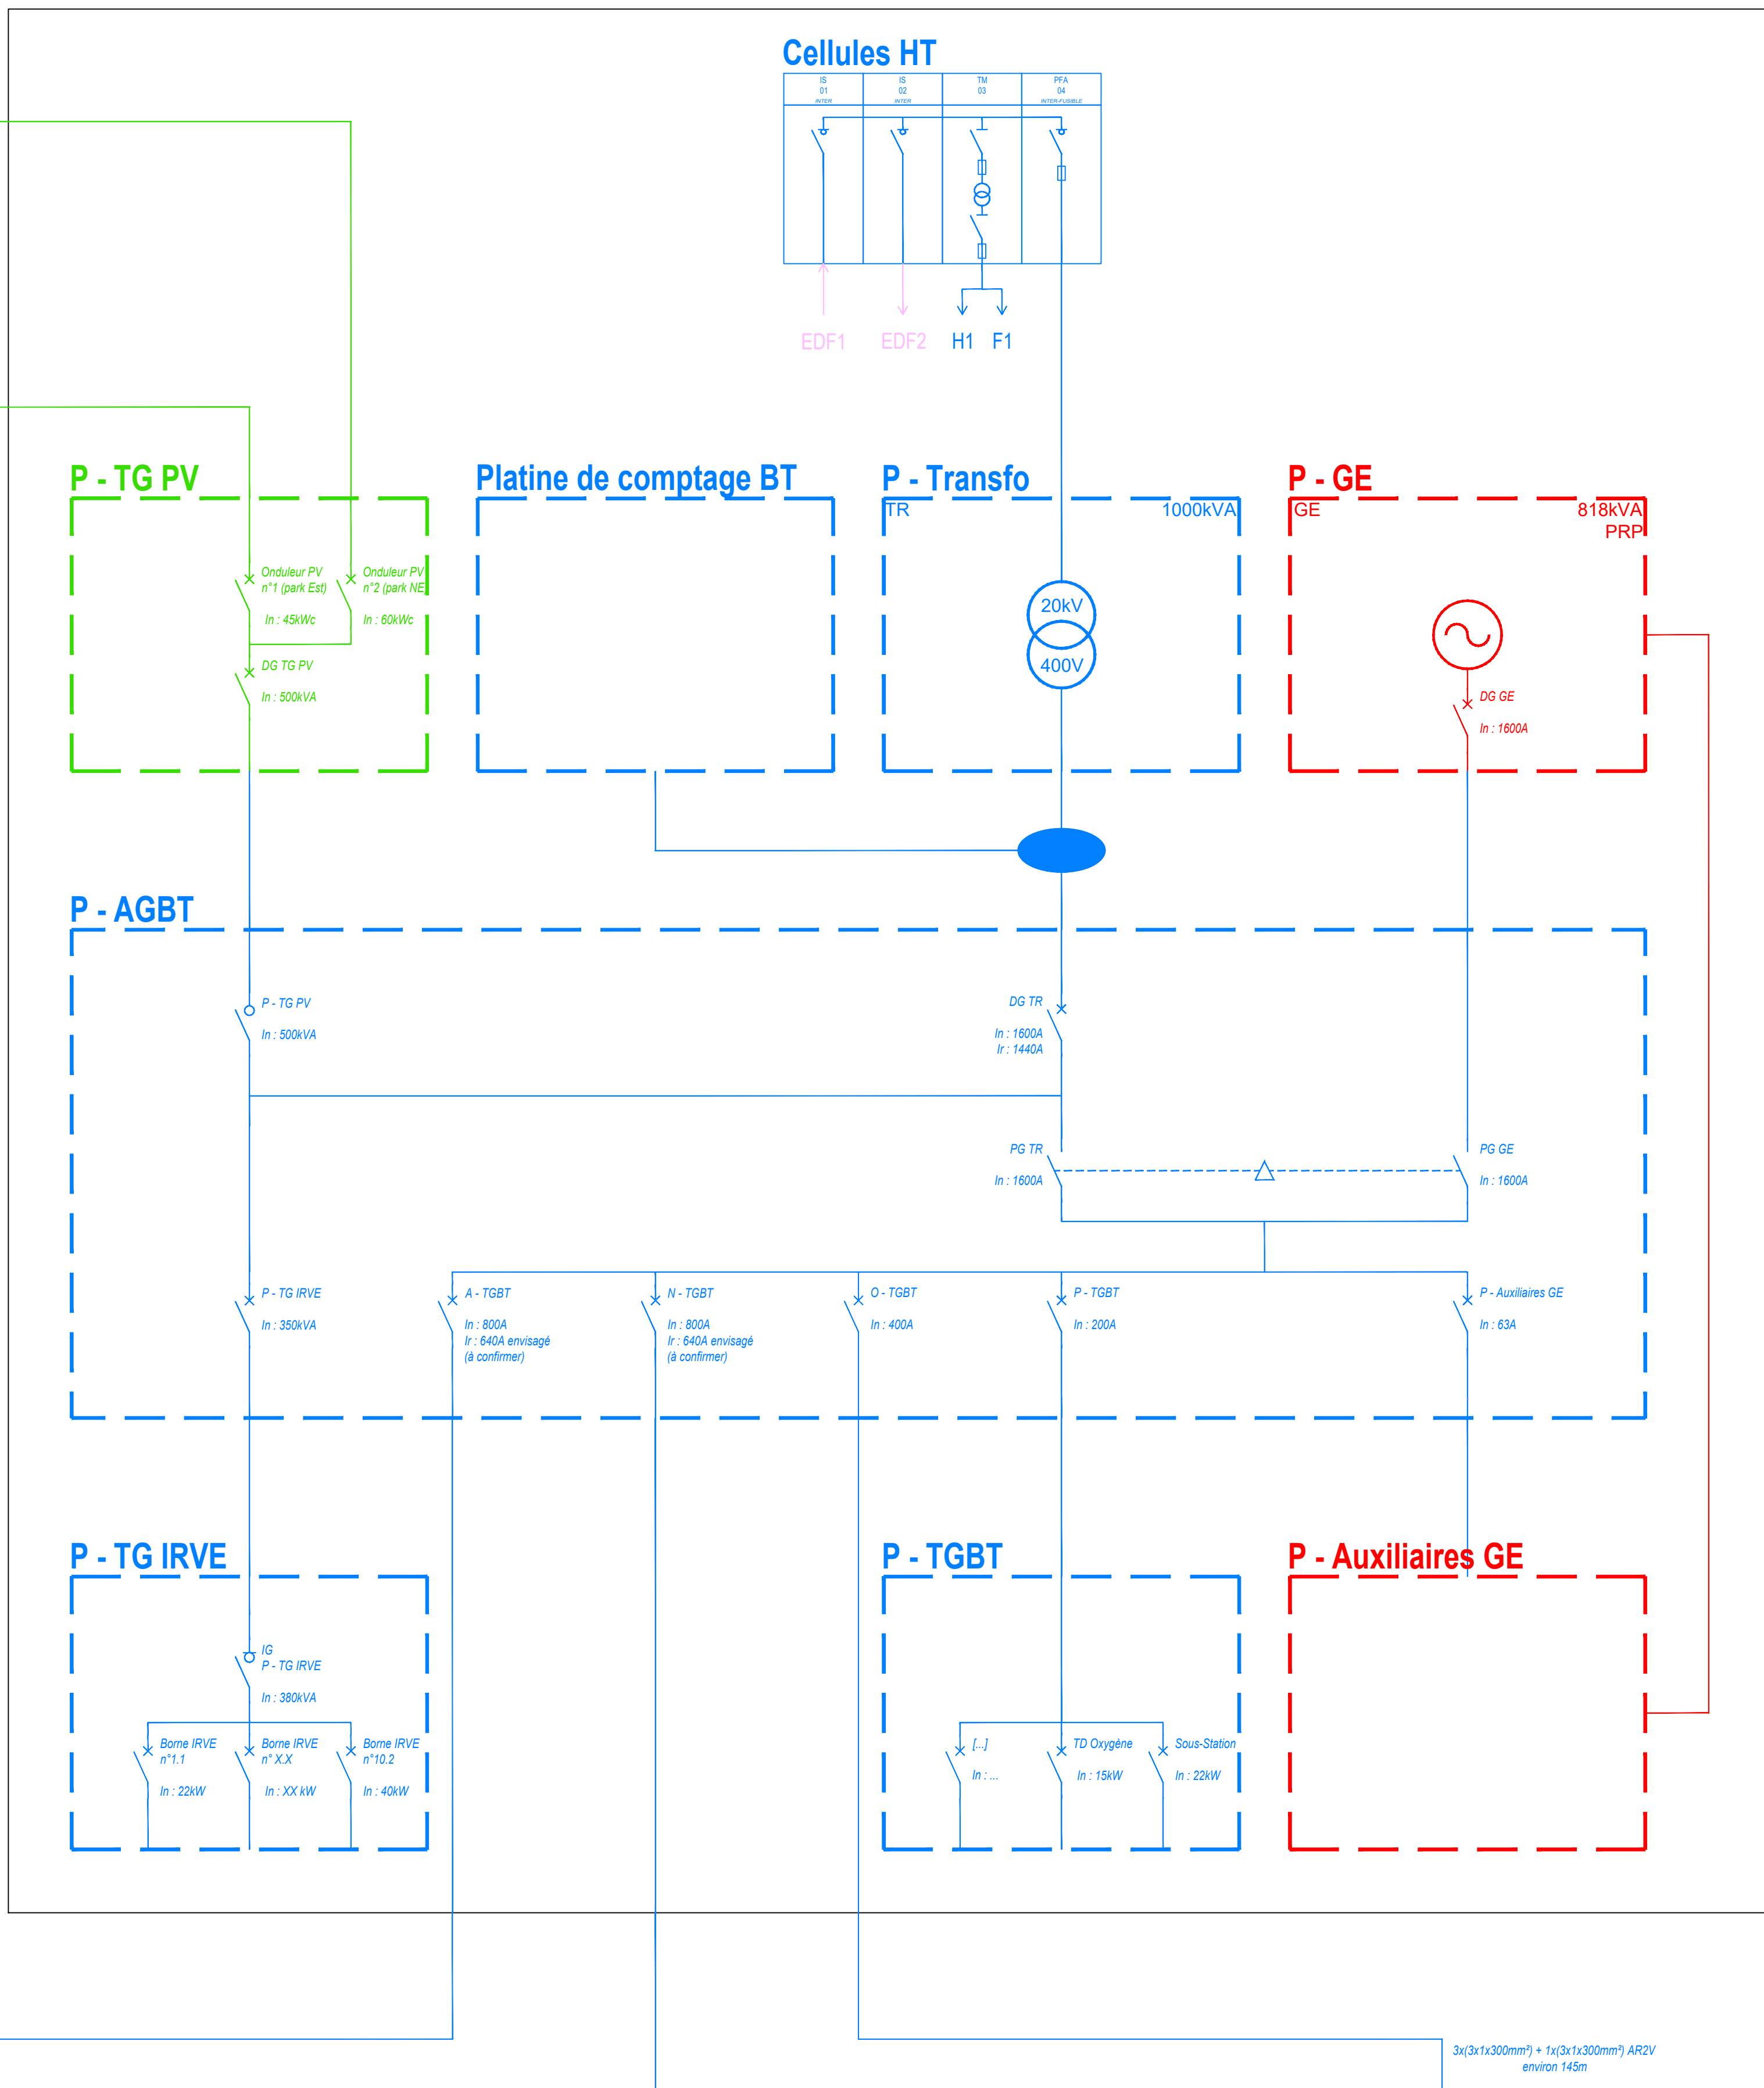 Cellules HT
IS
01
INTER
IS
02
INTER
TM
03
PFA
04
INTER-FUSIBLE
EDF1
EDF2
H1
F1
P - TG PV
Onduleur PV
n°1 (park Est)
In : 45kWc
Onduleur PV
n°2 (park NE
In : 60kWc
DG TG PV
In : 500kVA
Platine de comptage BT
P - Transfo
TR
1000kVA
20kV
400V
P - GE
GE
818kVA
PRP
DG GE
In : 1600A
P - AGBT
P - TG PV
In : 500kVA
DG TR
In : 1600A
Ir : 1440A
PG TR
In : 1600A
PG GE
In : 1600A
P - TG IRVE
In : 350kVA
A - TGBT
In : 800A
Ir : 640A envisagé
(à confirmer)
N - TGBT
In : 800A
Ir : 640A envisagé
(à confirmer)
O - TGBT
In : 400A
P - TGBT
In : 200A
P - Auxiliaires GE
In : 63A
P - TG IRVE
IG
P - TG IRVE
In : 380kVA
Borne IRVE
n°1.1
In : 22kW
Borne IRVE
n° X.X
In : XX kW
Borne IRVE
n°10.2
In : 40kW
P - TGBT
[...]
In : ...
TD Oxygène
In : 15kW
Sous-Station
In : 22kW
P - Auxiliaires GE
3x(3x1x300mm²) + 1x(3x1x300mm²) AR2V
environ 145m